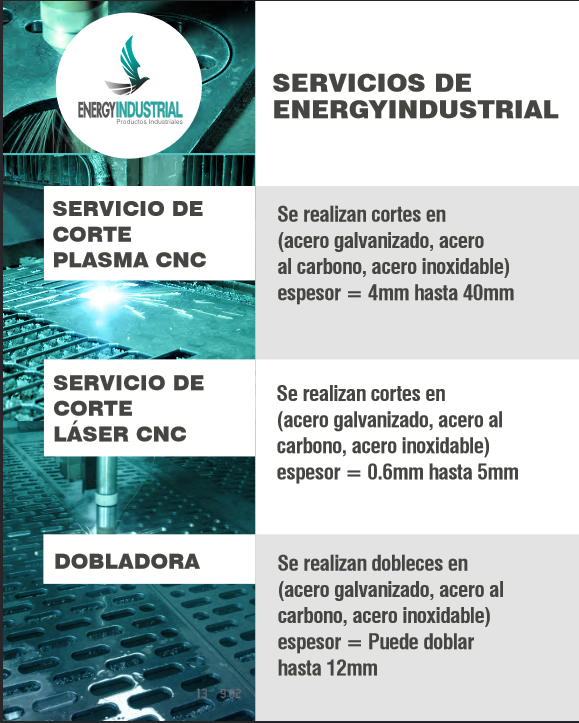 ENERGYINDUSTRIAL
Productos Industriales
SERVICIOS DE
ENERGYINDUSTRIAL
SERVICIO DE
CORTE
PLASMA CNC
Se realizan cortes en
(acero galvanizado, acero
al carbono, acero inoxidable)
espesor = 4mm hasta 40mm
SERVICIO DE
CORTE
LÁSER CNC
Se realizan cortes en
(acero galvanizado, acero al
carbono, acero inoxidable)
espesor = 0.6mm hasta 5mm
DOBLADORA
Se realizan dobleces en
(acero galvanizado, acero al
carbono, acero inoxidable)
espesor = Puede doblar
hasta 12mm